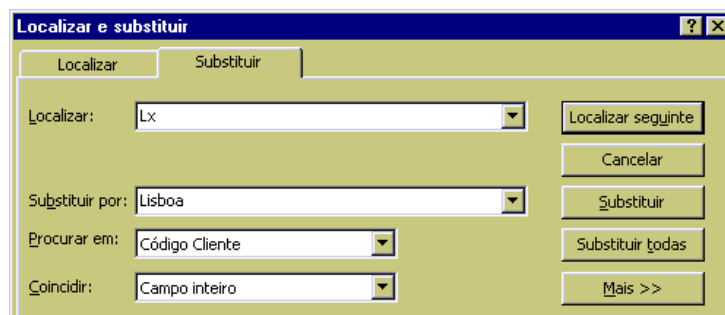 Localizar e substituir
Localizar Substituir
Localizar: Lx Localizar seguinte
Cancelar
Substituir por: Lisboa Substituir
Procurar em: Código Cliente Substituir todas
Coincidir: Campo inteiro Mais >>